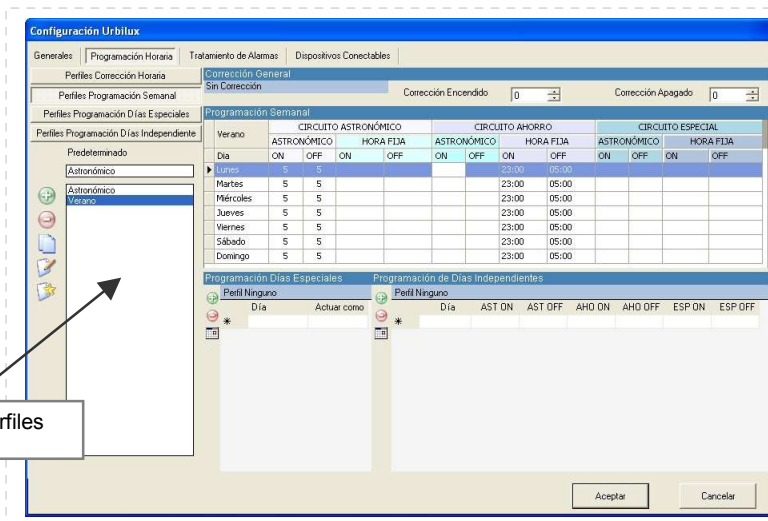 Configuración Urbilux
Generales Programación Horaria Tratamiento de Alarmas Dispositivos Conectables
Perfiles Corrección Horaria
Perfiles Programación Semanal
Perfiles Programación Días Especiales
Perfiles Programación Días Independiente
Predeterminado
Astronómico
Astronómico
Verano
Corrección General
Sin Corrección Corrección Encendido 0 Corrección Apagado 0
Programación Semanal
Verano CIRCUITO ASTRONÓMICO CIRCUITO AHORRO CIRCUITO ESPECIAL
ASTRONÓMICO HORA FIJA ASTRONÓMICO HORA FIJA ASTRONÓMICO HORA FIJA
Dia ON OFF ON OFF ON OFF ON OFF ON OFF ON OFF
Lunes 5 5 23:00 05:00
Martes 5 5 23:00 05:00
Miércoles 5 5 23:00 05:00
Jueves 5 5 23:00 05:00
Viernes 5 5 23:00 05:00
Sábado 5 5 23:00 05:00
Domingo 5 5 23:00 05:00
Programación Días Especiales Programación de Días Independientes
Perfil Ninguno Perfil Ninguno
Día Actuar como Día AST ON AST OFF AHO ON AHO OFF ESP ON ESP OFF
* *
rfiles
Aceptar Cancelar